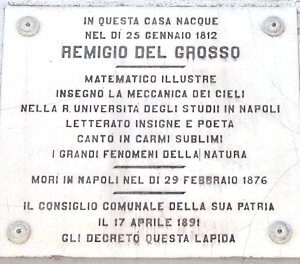 IN QUESTA CASA NACQUE
NEL DI 25 GENNAIO 1812
REMIGIO DEL GROSSO
MATEMATICO ILLUSTRE
INSEGNO LA MECCANICA DEI CIELI
NELLA R. UNIVERSITÀ DEGLI STUDII IN NAPOLI
LETTERATO INSIGNE E POETA
CANTO IN CARMI SUBLIMI
I GRANDI FENOMENI DELLA NATURA
MORI IN NAPOLI NEL DI 29 FEBBRAIO 1876
IL CONSIGLIO COMUNALE DELLA SUA PATRIA
IL 17 APRILE 1891
GLI DECRETÒ QUESTA LAPIDA